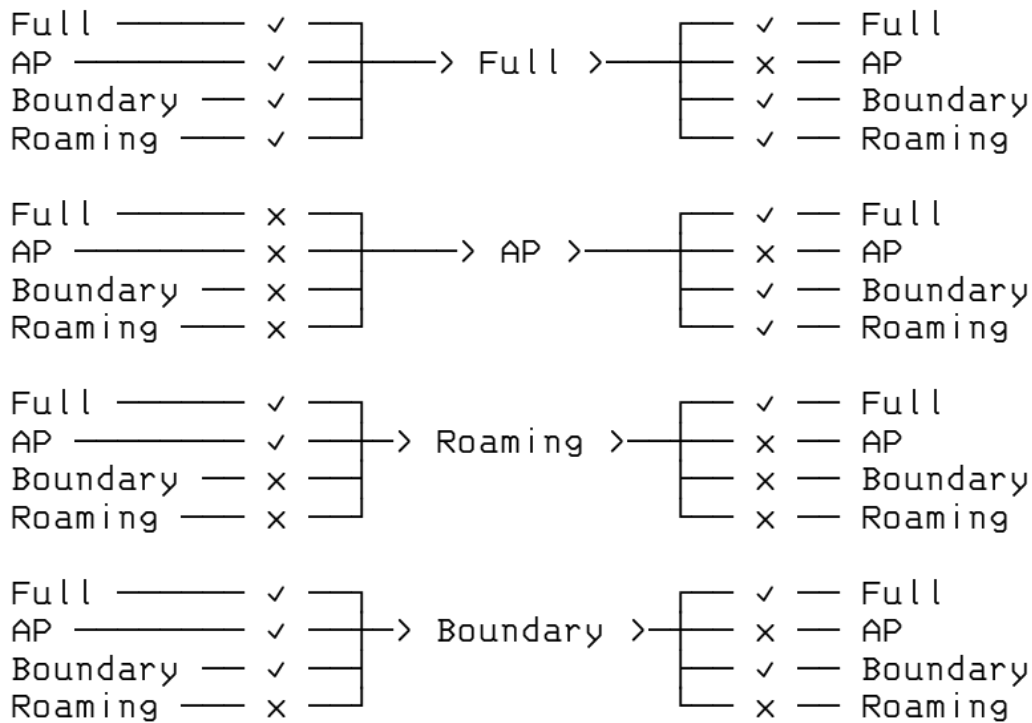 Full ────── ✓ ──┐ ┌── ✓ ── Full
AP ──────── ✓ ──┼───> Full >───┼── ✗ ── AP
Boundary ── ✓ ──┤ ├── ✓ ── Boundary
Roaming ─── ✓ ──┘ └── ✓ ── Roaming
Full ────── ✗ ──┐ ┌── ✓ ── Full
AP ──────── ✗ ──┼────> AP >────┼── ✗ ── AP
Boundary ── ✗ ──┤ ├── ✓ ── Boundary
Roaming ─── ✗ ──┘ └── ✓ ── Roaming
Full ────── ✓ ──┐ ┌── ✓ ── Full
AP ──────── ✓ ──┼─> Roaming >──┼── ✗ ── AP
Boundary ── ✗ ──┤ ├── ✗ ── Boundary
Roaming ─── ✗ ──┘ └── ✗ ── Roaming
Full ────── ✓ ──┐ ┌── ✓ ── Full
AP ──────── ✓ ──┼─> Boundary >─┼── ✗ ── AP
Boundary ── ✓ ──┤ ├── ✓ ── Boundary
Roaming ─── ✗ ──┘ └── ✗ ── Roaming